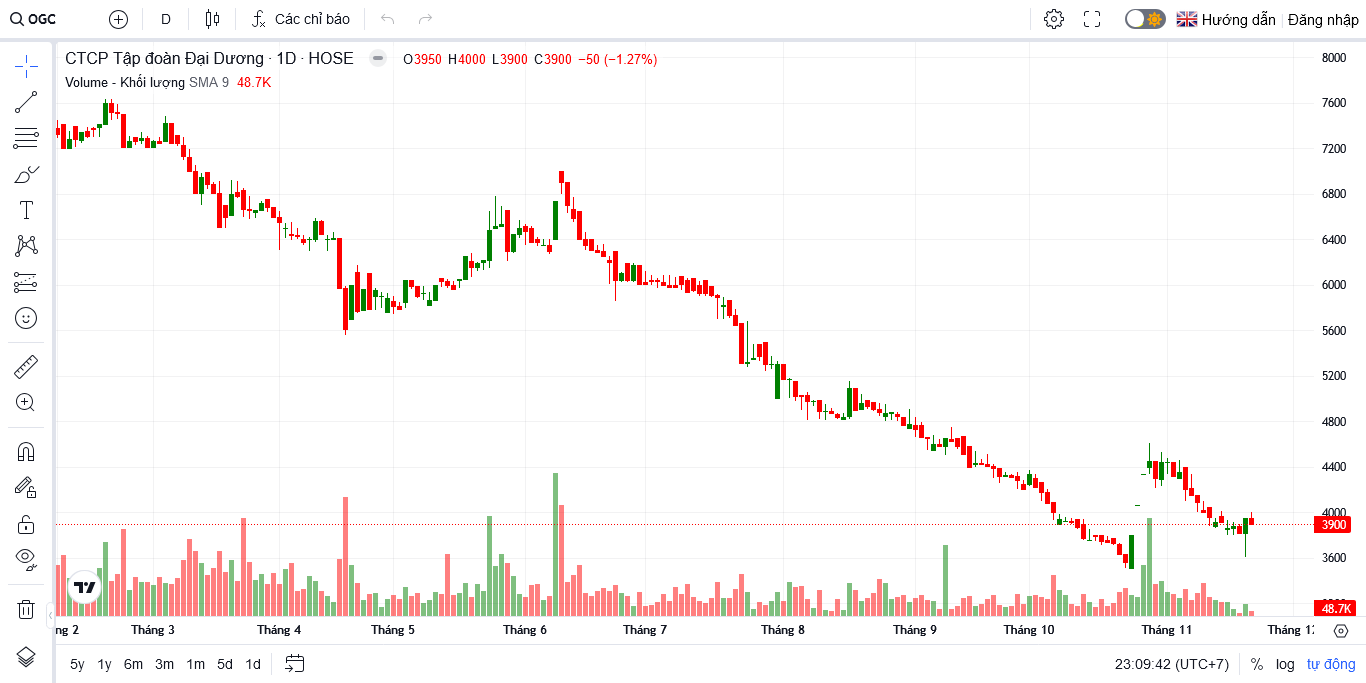 OGC D Các chỉ báo Hướng dẫn Đăng nhập
CTCP Tập đoàn Đại Dương · 1D · HOSE O3950 H4000 L3900 C3900 −50 (−1.27%)
Volume - Khối lượng SMA 9 48.7K
8000
7600
7200
6800
6400
6000
5600
5200
4800
4400
4000
3900
3600
48.7K
ng 2 Tháng 3 Tháng 4 Tháng 5 Tháng 6 Tháng 7 Tháng 8 Tháng 9 Tháng 10 Tháng 11 Tháng 1
5y 1y 6m 3m 1m 5d 1d 23:09:42 (UTC+7) % log tự động